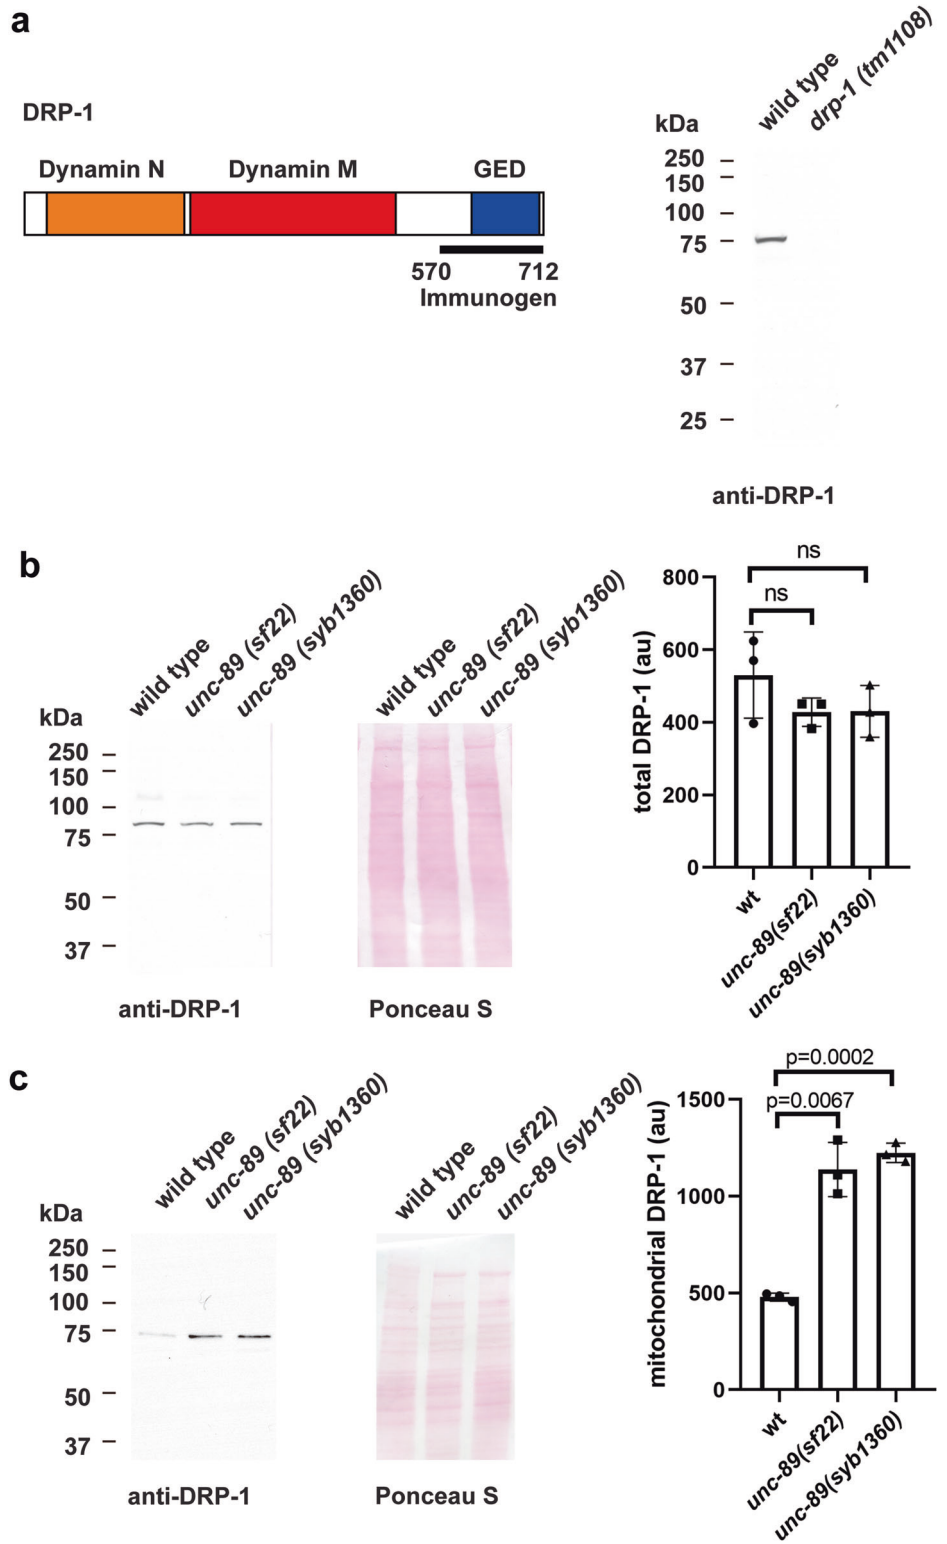 a
DRP-1
Dynamin N
Dynamin M
GED
570
712
Immunogen
kDa
wild type
drp-1 (tm1108)
250
150
100
75
50
37
25
anti-DRP-1
b
kDa
wild type
unc-89 (sf22)
unc-89 (syb1360)
250
150
100
75
50
37
anti-DRP-1
wild type
unc-89 (sf22)
unc-89 (syb1360)
Ponceau S
ns
ns
total DRP-1 (au)
800
600
400
200
0
wt
unc-89(sf22)
unc-89(syb1360)
c
kDa
wild type
unc-89 (sf22)
unc-89 (syb1360)
250
150
100
75
50
37
anti-DRP-1
wild type
unc-89 (sf22)
unc-89 (syb1360)
Ponceau S
p=0.0002
p=0.0067
mitochondrial DRP-1 (au)
1500
1000
500
0
wt
unc-89(sf22)
unc-89(syb1360)